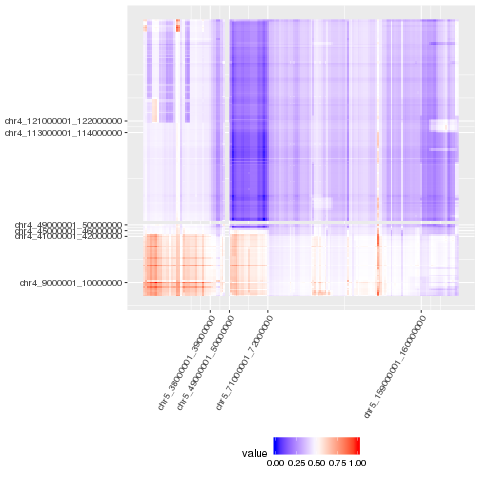 chr4_121000001_122000000
chr4_113000001_114000000
chr4_49000001_50000000
chr4_41000001_42000000
chr4_9000001_10000000
chr5_38000001_39000000
chr5_49000001_50000000
chr5_71000001_72000000
chr5_159000001_160000000
value
0.00 0.25 0.50 0.75 1.00